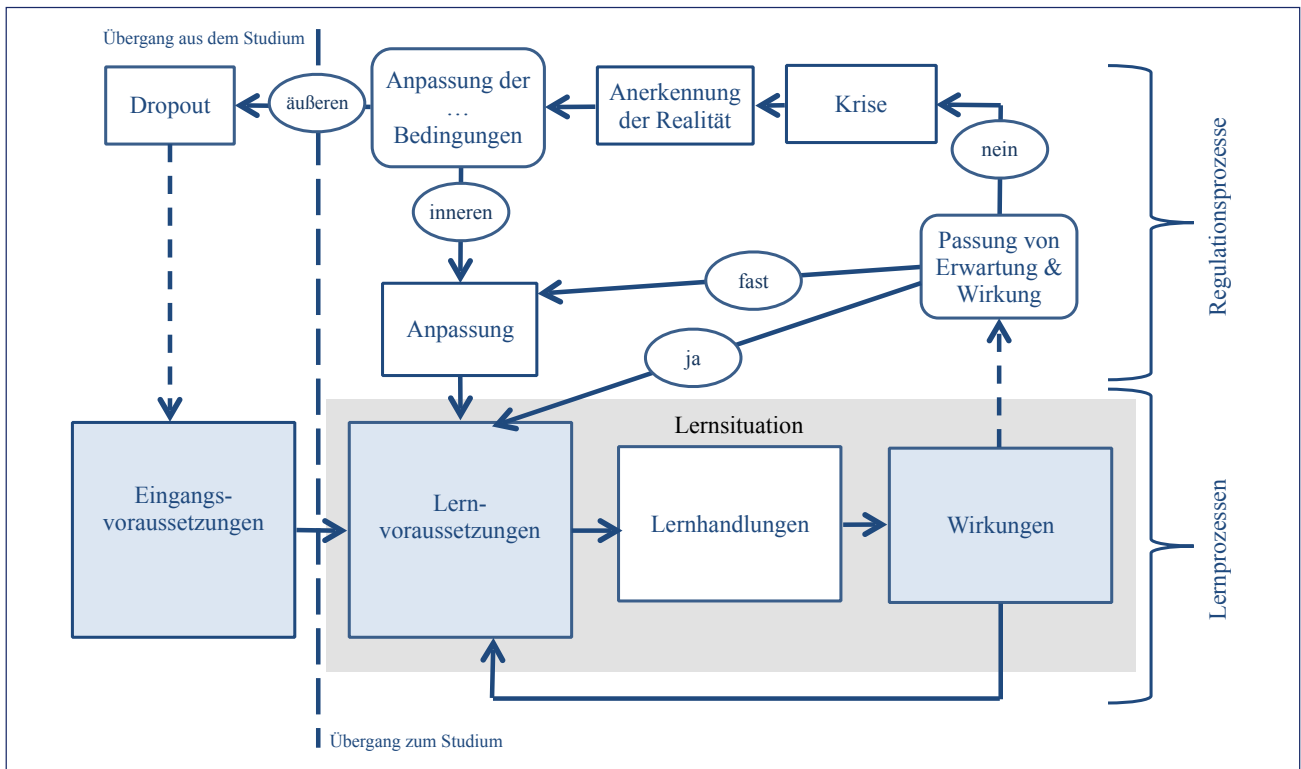 Übergang aus dem Studium
Dropout
äußeren
Anpassung der
…
Bedingungen
Anerkennung
der Realität
Krise
nein
inneren
Passung von
Erwartung &
Wirkung
fast
Anpassung
ja
Regulationsprozesse
Lernsituation
Eingangs-
voraussetzungen
Lern-
voraussetzungen
Lernhandlungen
Wirkungen
Lernprozessen
Übergang zum Studium